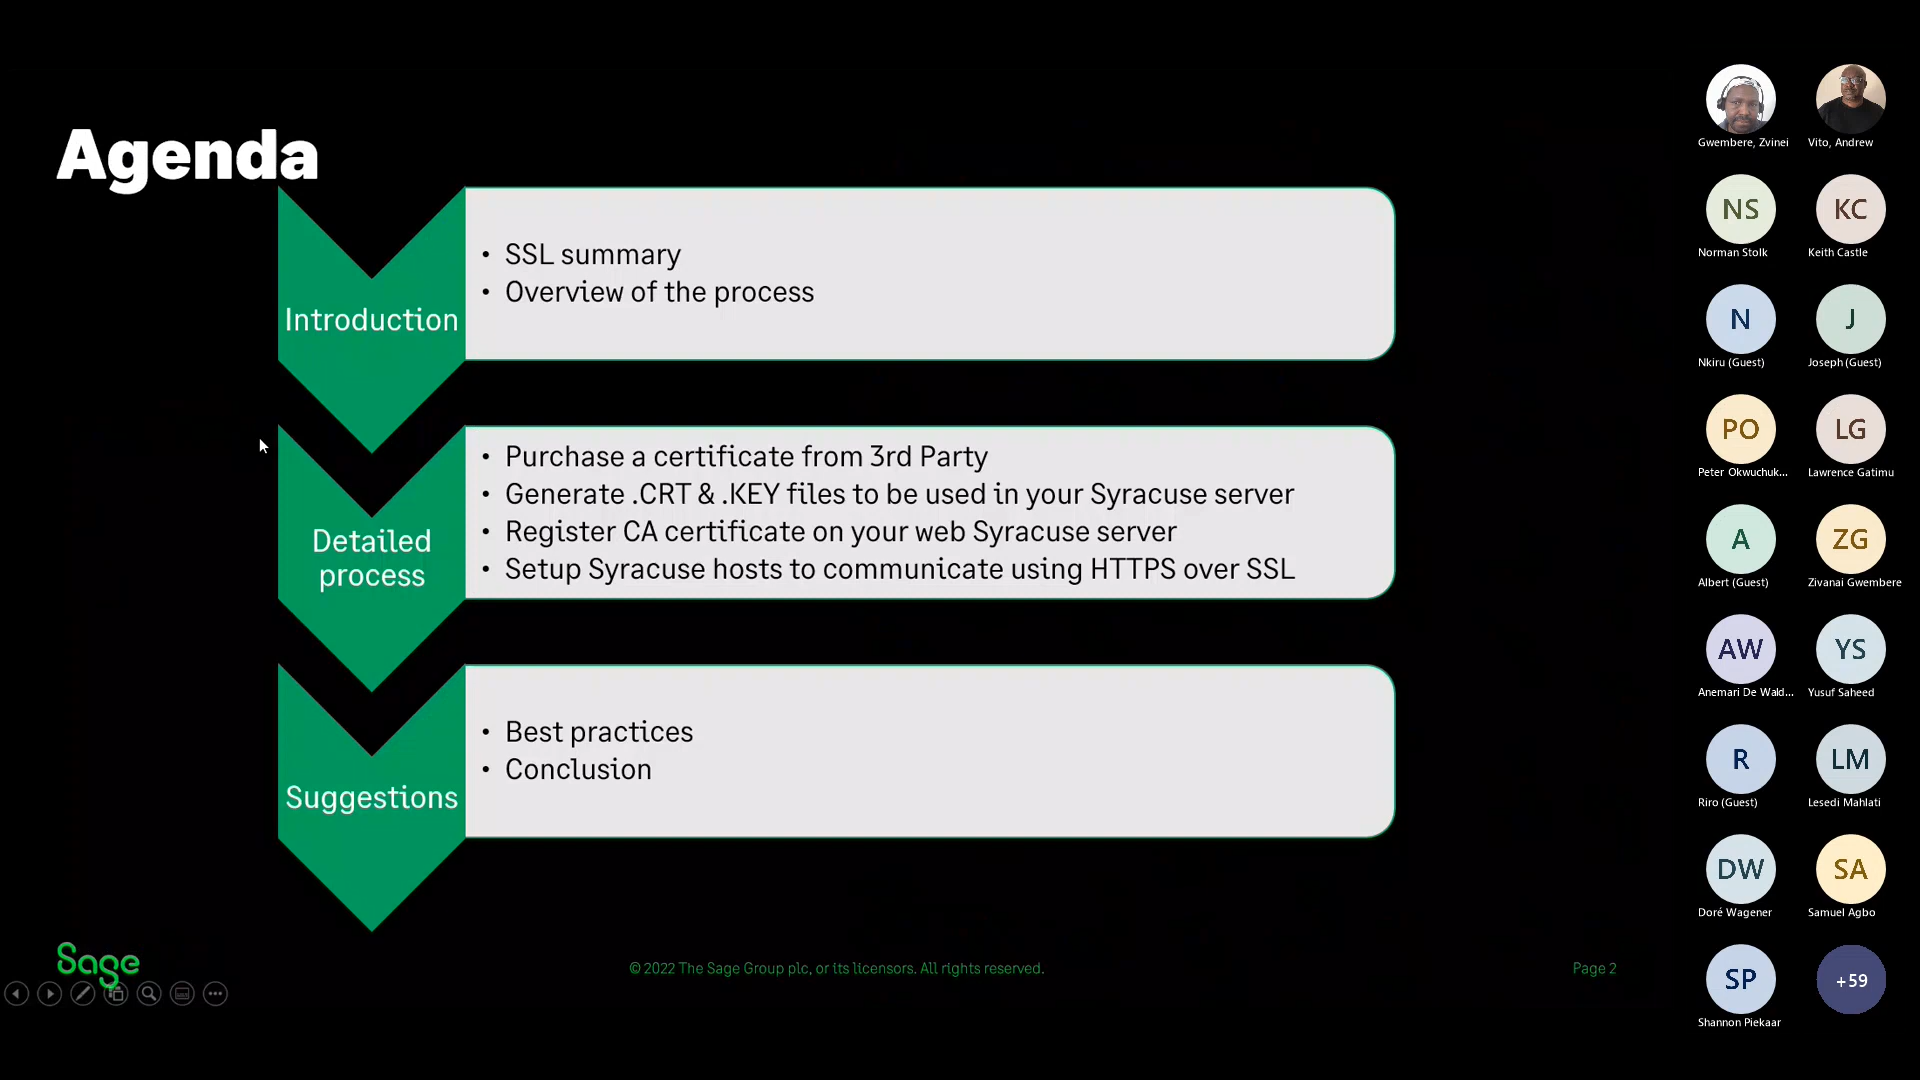 Agenda
Introduction
• SSL summary
• Overview of the process
Detailed
process
• Purchase a certificate from 3rd Party
• Generate .CRT & .KEY files to be used in your Syracuse server
• Register CA certificate on your web Syracuse server
• Setup Syracuse hosts to communicate using HTTPS over SSL
Suggestions
• Best practices
• Conclusion
Sage
© 2022 The Sage Group plc, or its licensors. All rights reserved.
Page 2
Gwembere, Zvinei
Vito, Andrew
NS
Norman Stolk
KC
Keith Castle
N
Nkiru (Guest)
J
Joseph (Guest)
PO
Peter Okwuchuk...
LG
Lawrence Gatimu
A
Albert (Guest)
ZG
Zivanai Gwembere
AW
Anemari De Wald...
YS
Yusuf Saheed
R
Riro (Guest)
LM
Lesedi Mahlati
DW
Doré Wagener
SA
Samuel Agbo
SP
Shannon Piekaar
+59